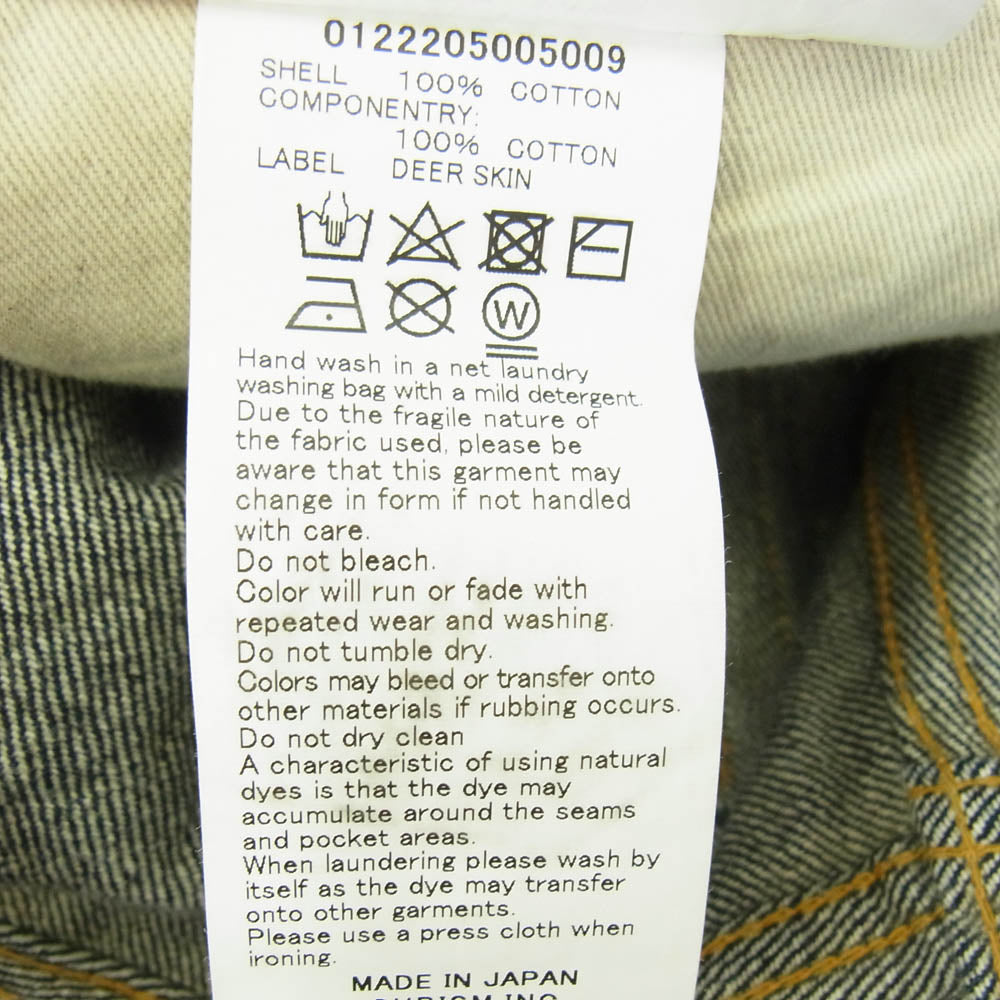 0122205005009
SHELL 100% COTTON
COMPONENTRY:
100% COTTON
LABEL DEER SKIN
W
Hand wash in a net laundry
washing bag with a mild detergent.
Due to the fragile nature of
the fabric used, please be
aware that this garment may
change in form if not handled
with care.
Do not bleach.
Color will run or fade with
repeated wear and washing.
Do not tumble dry.
Colors may bleed or transfer onto
other materials if rubbing occurs.
Do not dry clean
A characteristic of using natural
dyes is that the dye may
accumulate around the seams
and pocket areas.
When laundering please wash by
itself as the dye may transfer
onto other garments.
Please use a press cloth when
ironing.
MADE IN JAPAN